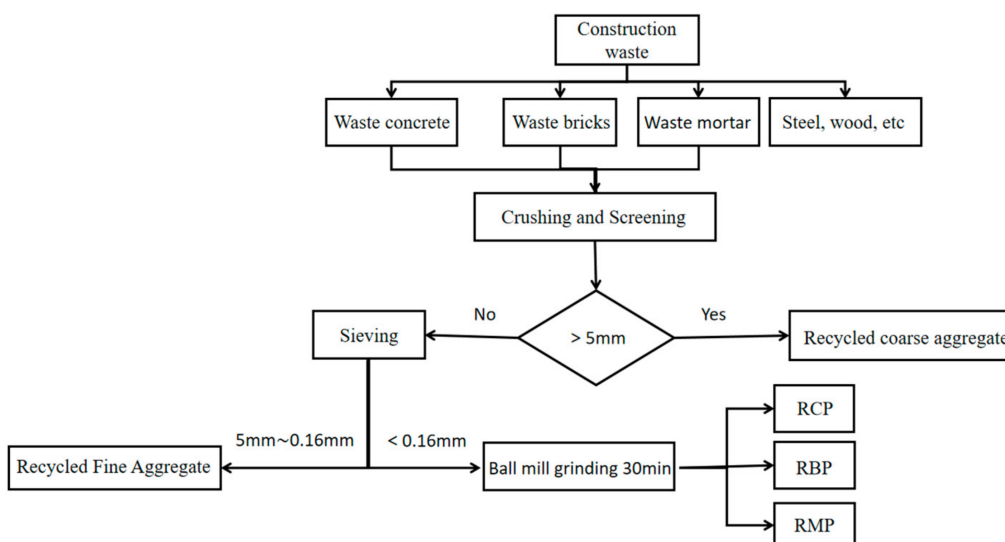 Construction
waste
Waste concrete
Waste bricks
Waste mortar
Steel, wood, etc
Crushing and Screening
No
Yes
Sieving
> 5mm
Recycled coarse aggregate
RCP
5mm~0.16mm
< 0.16mm
Recycled Fine Aggregate
Ball mill grinding 30min
RBP
RMP